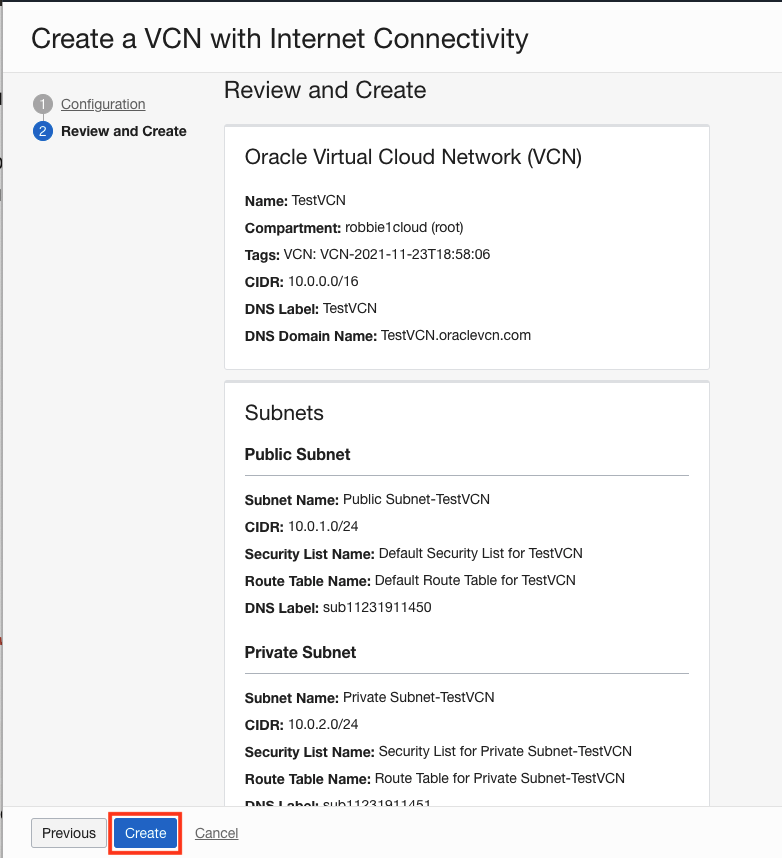 Create a VCN with Internet Connectivity
1 Configuration
2 Review and Create
Review and Create
Oracle Virtual Cloud Network (VCN)
Name: TestVCN
Compartment: robbie1cloud (root)
Tags: VCN: VCN-2021-11-23T18:58:06
CIDR: 10.0.0.0/16
DNS Label: TestVCN
DNS Domain Name: TestVCN.oraclevcn.com
Subnets
Public Subnet
Subnet Name: Public Subnet-TestVCN
CIDR: 10.0.1.0/24
Security List Name: Default Security List for TestVCN
Route Table Name: Default Route Table for TestVCN
DNS Label: sub11231911450
Private Subnet
Subnet Name: Private Subnet-TestVCN
CIDR: 10.0.2.0/24
Security List Name: Security List for Private Subnet-TestVCN
Route Table Name: Route Table for Private Subnet-TestVCN
DNS Label: sub11231911451
Previous Create Cancel